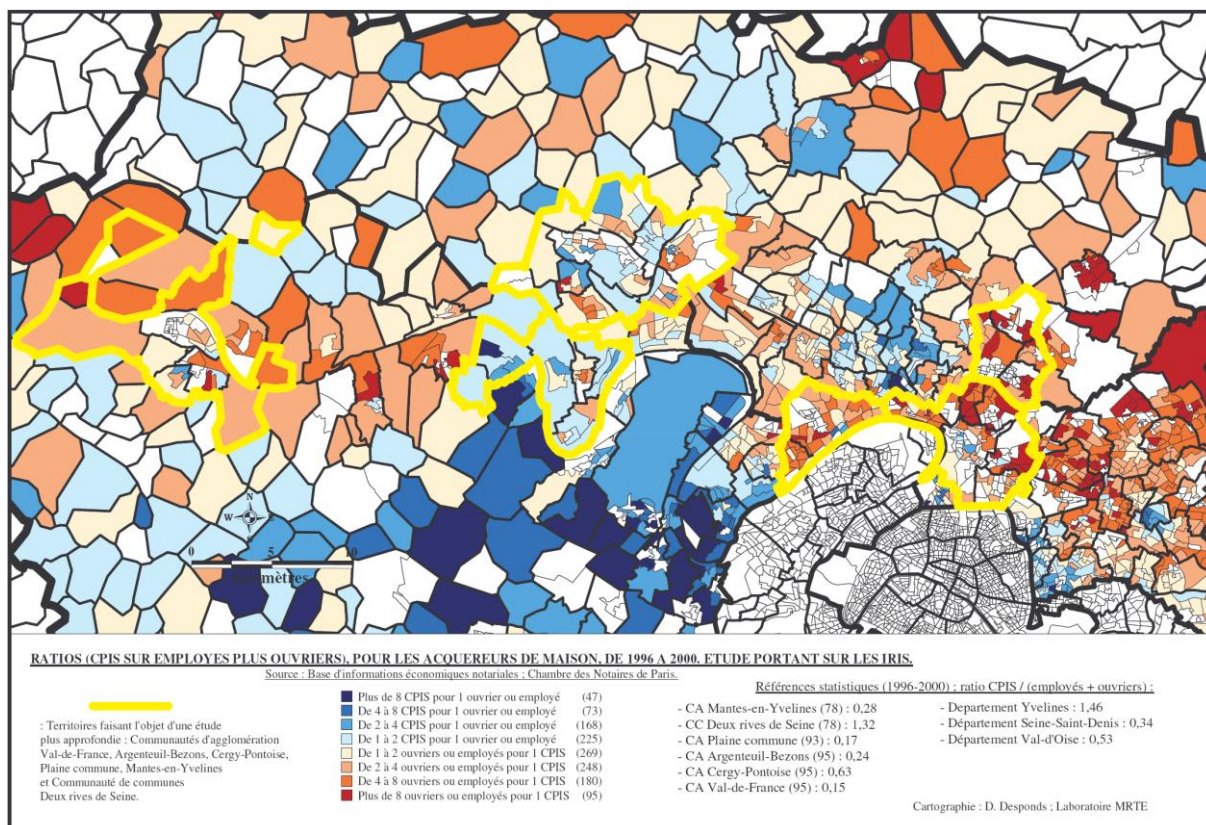 N
W
E
0
5
RATIOS (CPIS SUR EMPLOYES PLUS OUVRIERS), POUR LES ACQUEREURS DE MAISON, DE 1996 A 2000. ETUDE PORTANT SUR LES IRIS.
Source : Base d'informations économiques notariales ; Chambre des Notaires de Paris.
: Territoires faisant l'objet d'une étude
plus approfondie : Communautés d'agglomération
Val-de-France, Argenteuil-Bezons, Cergy-Pontoise,
Plaine commune, Mantes-en-Yvelines
et Communauté de communes
Deux rives de Seine.
Plus de 8 CPIS pour 1 ouvrier ou employé (47)
De 4 à 8 CPIS pour 1 ouvrier ou employé (73)
De 2 à 4 CPIS pour 1 ouvrier ou employé (168)
De 1 à 2 CPIS pour 1 ouvrier ou employé (225)
De 1 à 2 ouvriers ou employés pour 1 CPIS (269)
De 2 à 4 ouvriers ou employés pour 1 CPIS (248)
De 4 à 8 ouvriers ou employés pour 1 CPIS (180)
Plus de 8 ouvriers ou employés pour 1 CPIS (95)
Références statistiques (1996-2000) ; ratio CPIS / (employés + ouvriers) :
- CA Mantes-en-Yvelines (78) : 0,28
- CC Deux rives de Seine (78) : 1,32
- CA Plaine commune (93) : 0,17
- CA Argenteuil-Bezons (95) : 0,24
- CA Cergy-Pontoise (95) : 0,63
- CA Val-de-France (95) : 0,15
- Departement Yvelines : 1,46
- Département Seine-Saint-Denis : 0,34
- Département Val-d'Oise : 0,53
Cartographie : D. Desponds ; Laboratoire MRTE